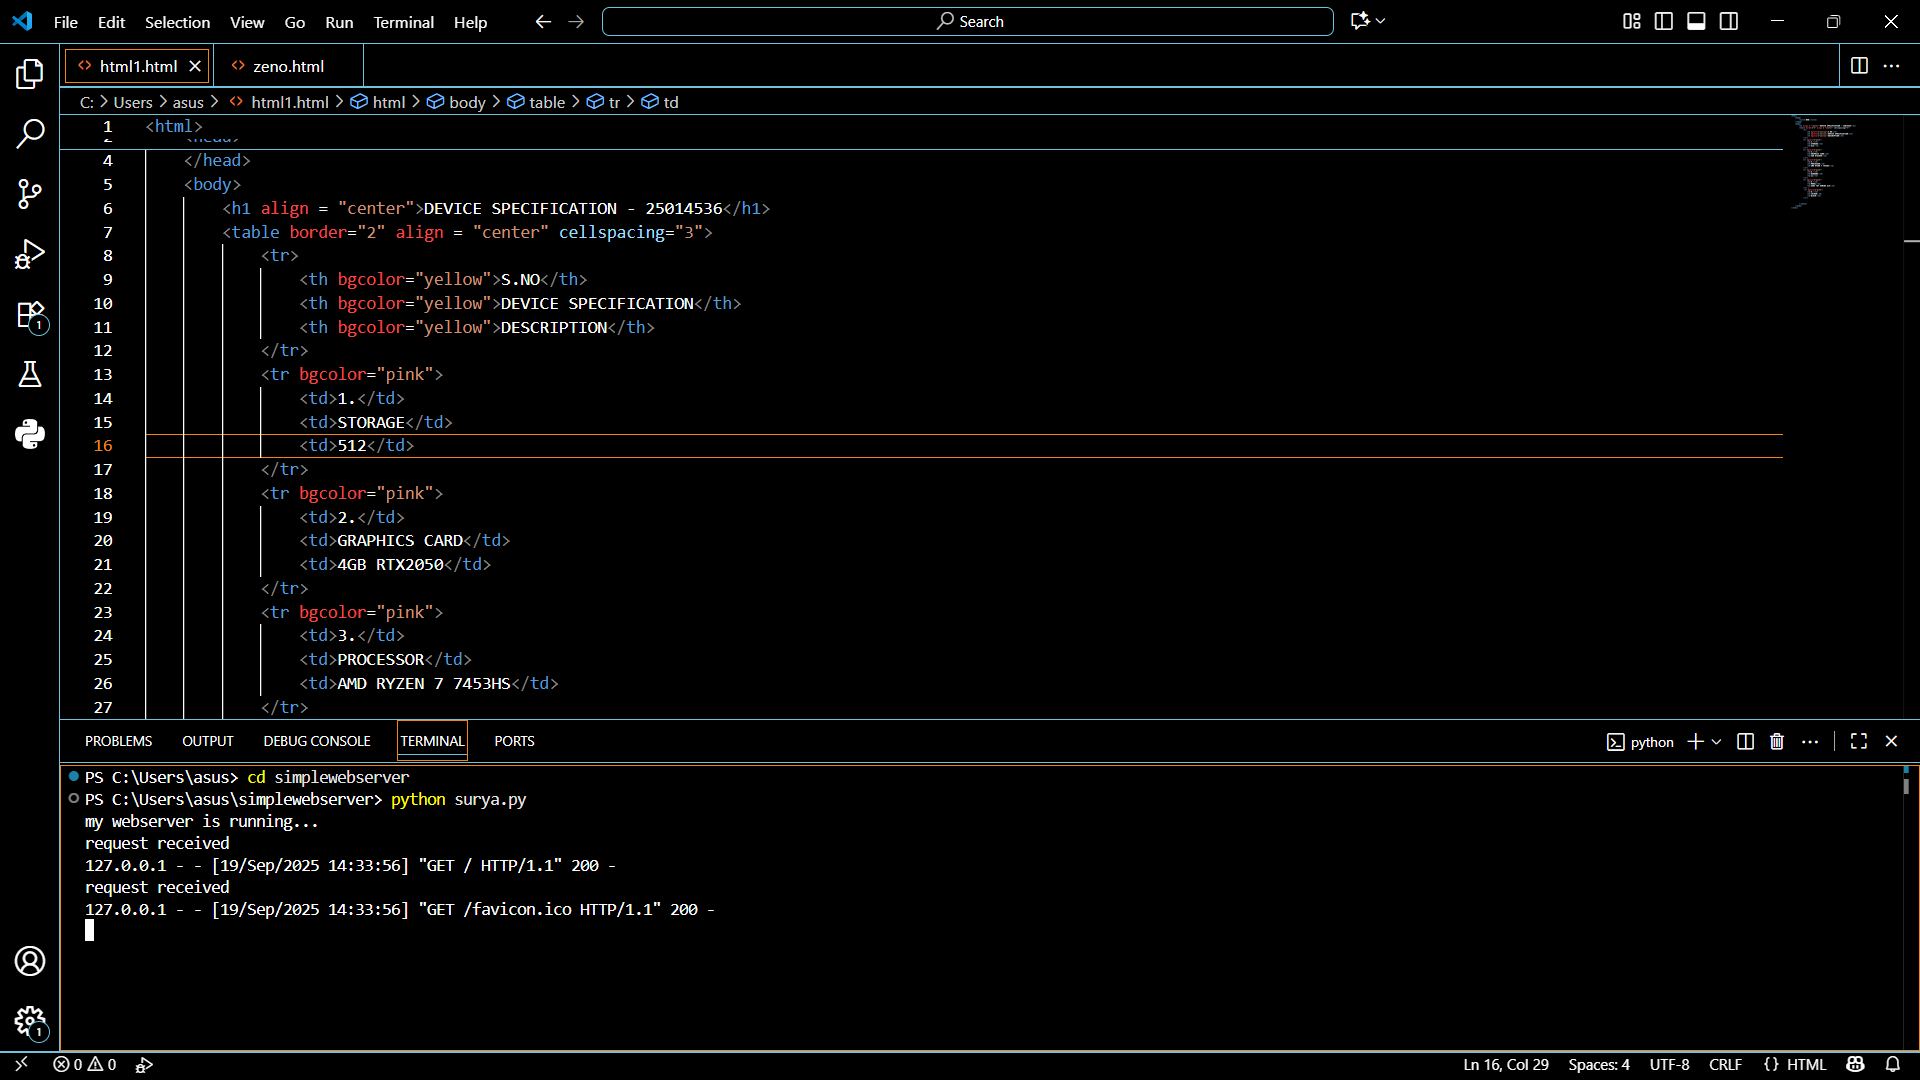 File Edit Selection View Go Run Terminal Help Search
html1.html zeno.html
C: > Users > asus > html1.html > html > body > table > tr > td
1 <html>
2 <head>
4 </head>
5 <body>
6 <h1 align = "center">DEVICE SPECIFICATION - 25014536</h1>
7 <table border="2" align = "center" cellspacing="3">
8 <tr>
9 <th bgcolor="yellow">S.NO</th>
10 <th bgcolor="yellow">DEVICE SPECIFICATION</th>
11 <th bgcolor="yellow">DESCRIPTION</th>
12 </tr>
13 <tr bgcolor="pink">
14 <td>1.</td>
15 <td>STORAGE</td>
16 <td>512</td>
17 </tr>
18 <tr bgcolor="pink">
19 <td>2.</td>
20 <td>GRAPHICS CARD</td>
21 <td>4GB RTX2050</td>
22 </tr>
23 <tr bgcolor="pink">
24 <td>3.</td>
25 <td>PROCESSOR</td>
26 <td>AMD RYZEN 7 7453HS</td>
27 </tr>
PROBLEMS OUTPUT DEBUG CONSOLE TERMINAL PORTS python
PS C:\Users\asus> cd simplewebserver
PS C:\Users\asus\simplewebserver> python surya.py
my webserver is running...
request received
127.0.0.1 - - [19/Sep/2025 14:33:56] "GET / HTTP/1.1" 200 -
request received
127.0.0.1 - - [19/Sep/2025 14:33:56] "GET /favicon.ico HTTP/1.1" 200 -
1
1
0 0 Ln 16, Col 29 Spaces: 4 UTF-8 CRLF {} HTML